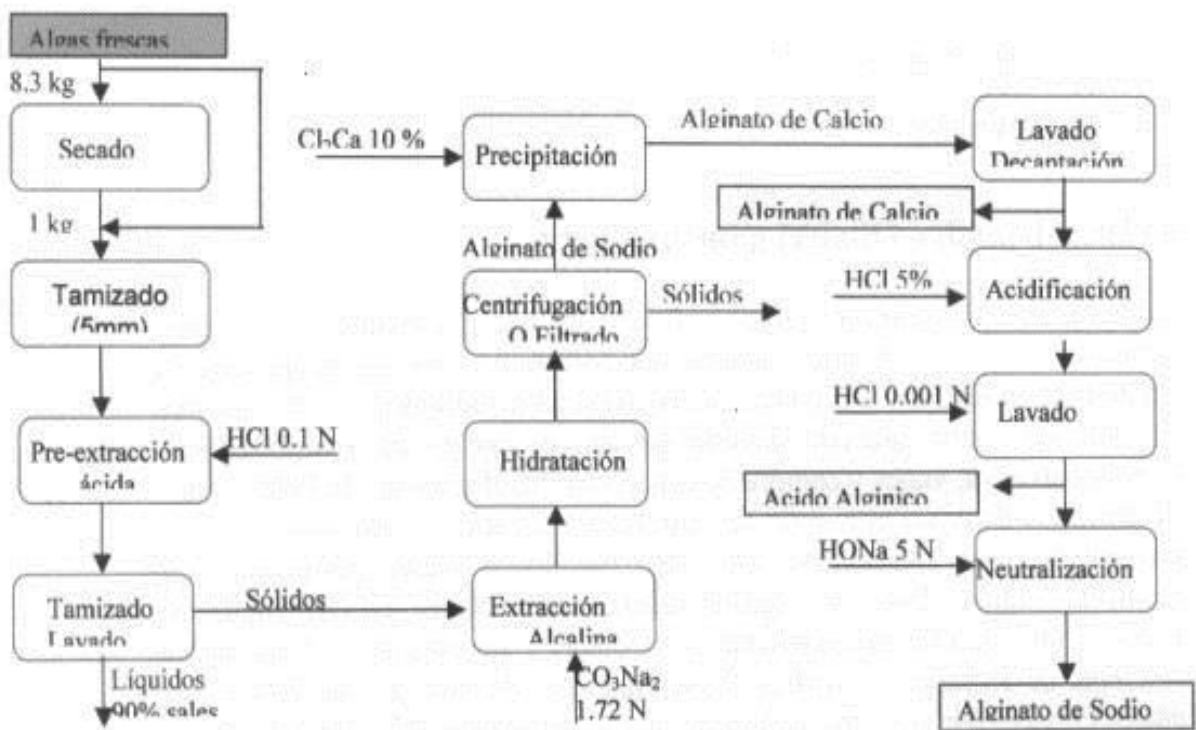 Algas frescas
8.3 kg
Secado
1 kg
Tamizado
(5mm)
Pre-extracción
ácida
HCl 0.1 N
Tamizado
Lavado
Líquidos
90% sales
Sólidos
Extracción
Alcalina
CO₃Na₂
1.72 N
Hidratación
Centrifugación
O Filtrado
Sólidos
Alginato de Sodio
Precipitación
Cl₂Ca 10 %
Alginato de Calcio
Lavado
Decantación
Alginato de Calcio
HCl 5%
Acidificación
HCl 0.001 N
Lavado
Acido Alginico
HONa 5 N
Neutralización
Alginato de Sodio